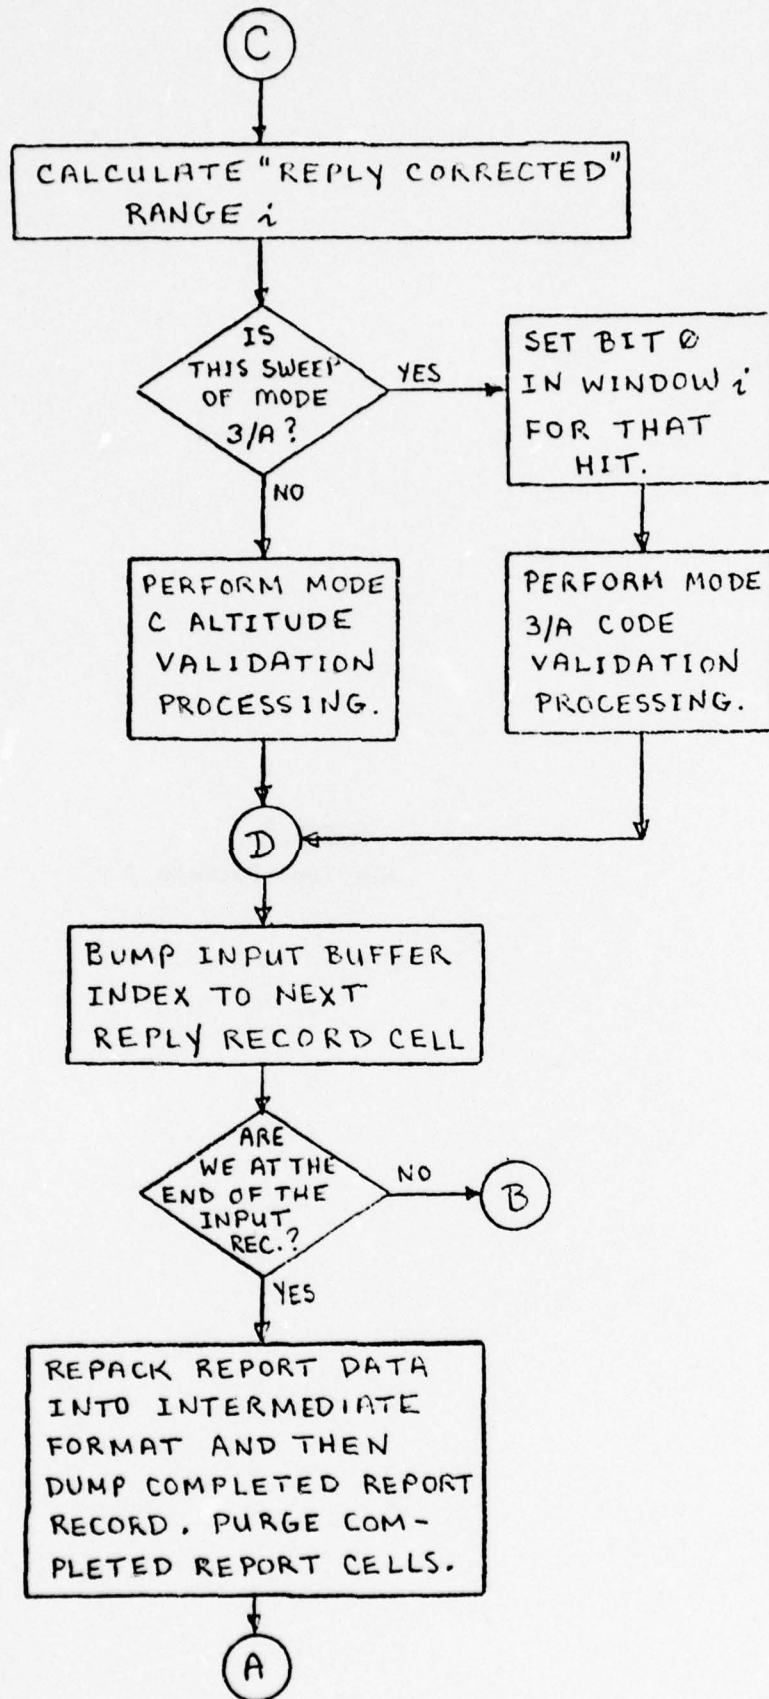 C
CALCULATE "REPLY CORRECTED"
RANGE i
IS
THIS SWEEP
OF MODE
3/A?
YES
SET BIT 0
IN WINDOW i
FOR THAT
HIT.
NO
PERFORM MODE
C ALTITUDE
VALIDATION
PROCESSING.
PERFORM MODE
3/A CODE
VALIDATION
PROCESSING.
D
BUMP INPUT BUFFER
INDEX TO NEXT
REPLY RECORD CELL
ARE
WE AT THE
END OF THE
INPUT
REC.?
NO
B
YES
REPACK REPORT DATA
INTO INTERMEDIATE
FORMAT AND THEN
DUMP COMPLETED REPORT
RECORD. PURGE COM-
PLETED REPORT CELLS.
A